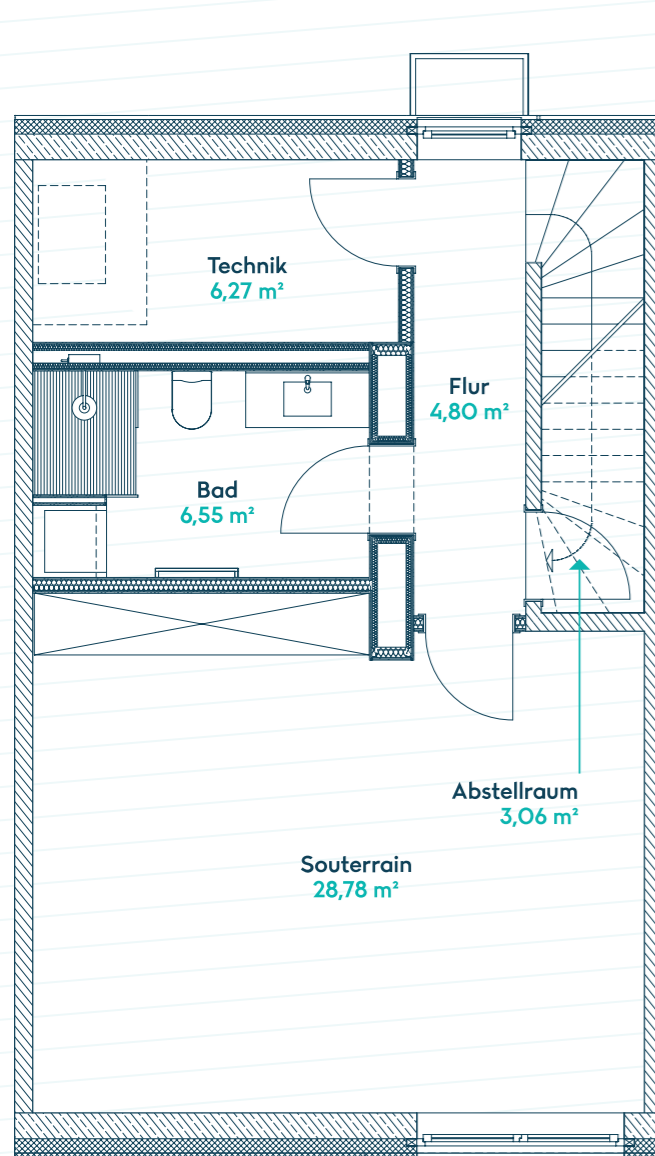 Technik
6,27 m²
Flur
4,80 m²
Bad
6,55 m²
Abstellraum
3,06 m²
Souterrain
28,78 m²